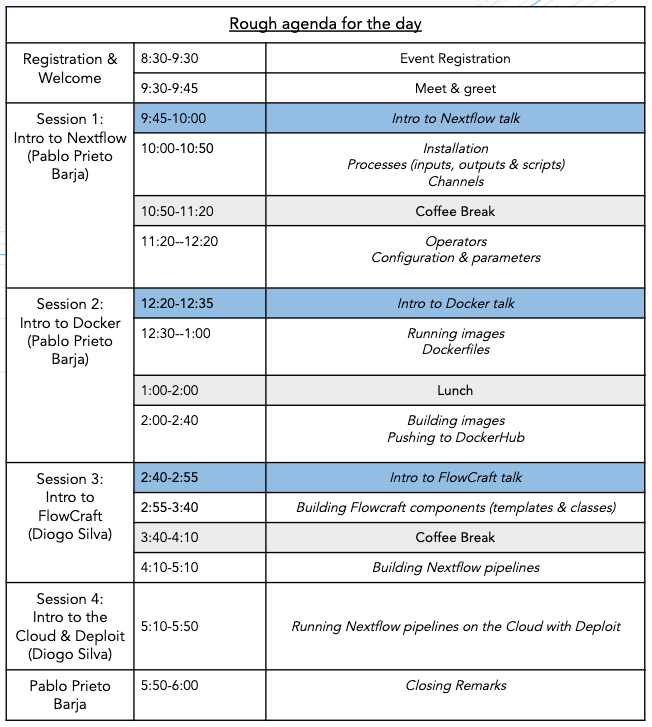 Rough agenda for the day
Registration &
Welcome
8:30-9:30
Event Registration
9:30-9:45
Meet & greet
Session 1:
Intro to Nextflow
(Pablo Prieto
Barja)
9:45-10:00
Intro to Nextflow talk
10:00-10:50
Installation
Processes (inputs, outputs & scripts)
Channels
10:50-11:20
Coffee Break
11:20--12:20
Operators
Configuration & parameters
Session 2:
Intro to Docker
(Pablo Prieto
Barja)
12:20-12:35
Intro to Docker talk
12:30--1:00
Running images
Dockerfiles
1:00-2:00
Lunch
2:00-2:40
Building images
Pushing to DockerHub
Session 3:
Intro to
FlowCraft
(Diogo Silva)
2:40-2:55
Intro to FlowCraft talk
2:55-3:40
Building Flowcraft components (templates & classes)
3:40-4:10
Coffee Break
4:10-5:10
Building Nextflow pipelines
Session 4:
Intro to the
Cloud & Deploit
(Diogo Silva)
5:10-5:50
Running Nextflow pipelines on the Cloud with Deploit
Pablo Prieto
Barja
5:50-6:00
Closing Remarks